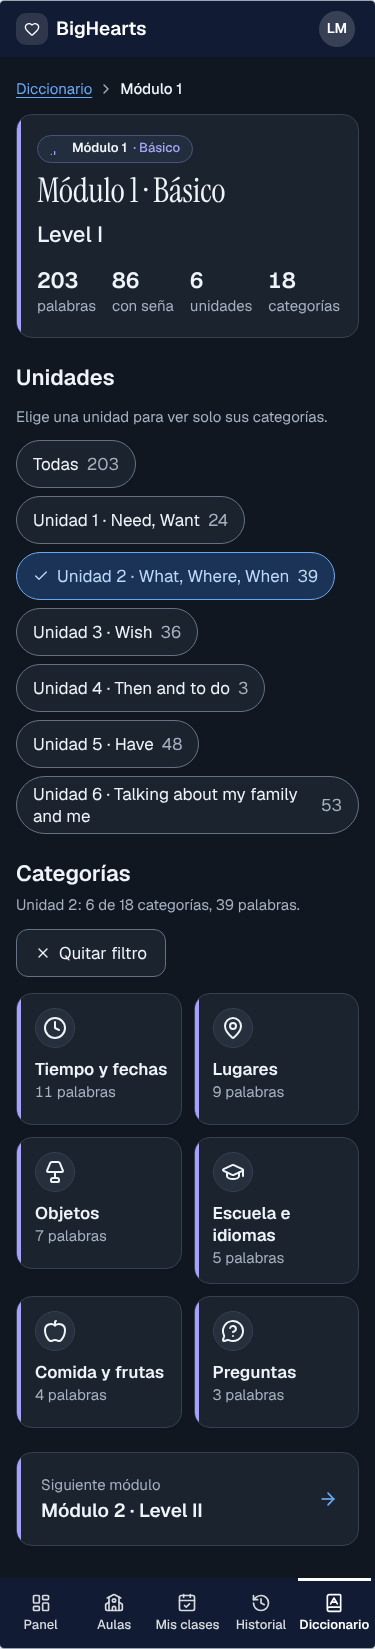 BigHearts
LM
Diccionario > Módulo 1
Módulo 1 · Básico
Módulo 1 · Básico
Level I
203 86 6 18
palabras con seña unidades categorías
Unidades
Elige una unidad para ver solo sus categorías.
Todas 203
Unidad 1 · Need, Want 24
Unidad 2 · What, Where, When 39
Unidad 3 · Wish 36
Unidad 4 · Then and to do 3
Unidad 5 · Have 48
Unidad 6 · Talking about my family
and me 53
Categorías
Unidad 2: 6 de 18 categorías, 39 palabras.
Quitar filtro
Tiempo y fechas
11 palabras
Lugares
9 palabras
Objetos
7 palabras
Escuela e
idiomas
5 palabras
Comida y frutas
4 palabras
Preguntas
3 palabras
Siguiente módulo
Módulo 2 · Level II
Panel Aulas Mis clases Historial Diccionario